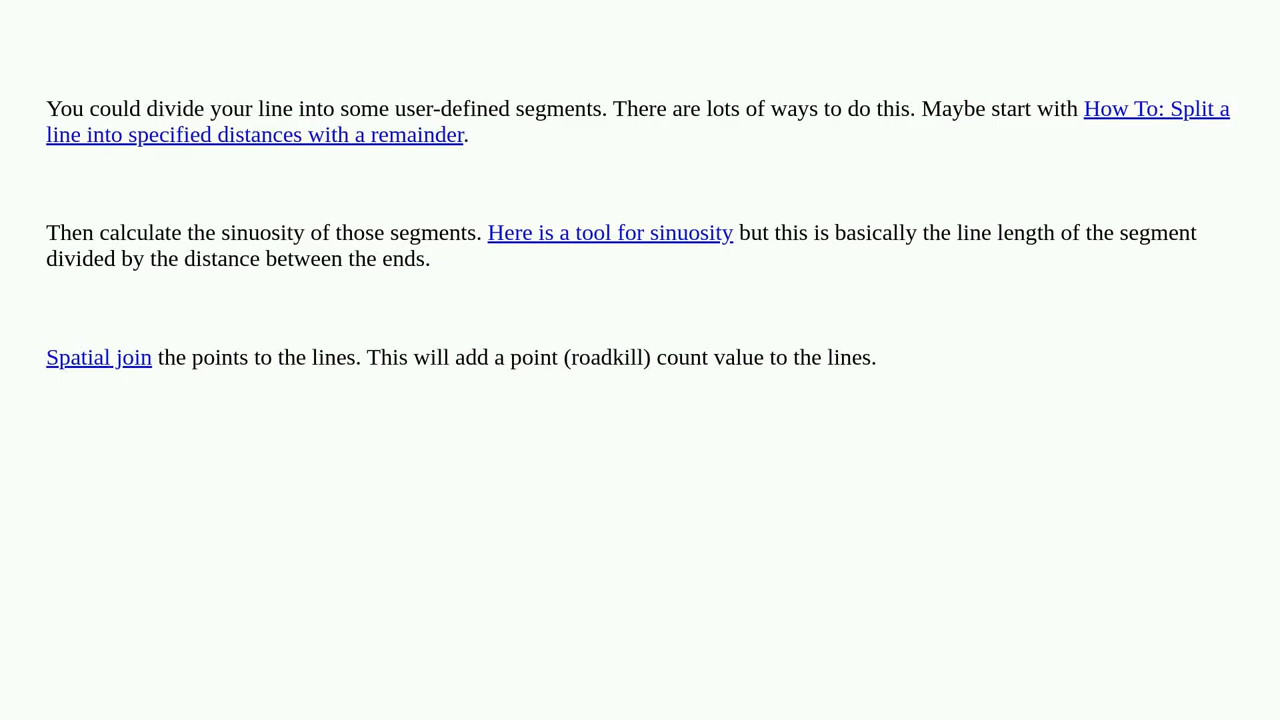 You could divide your line into some user-defined segments. There are lots of ways to do this. Maybe start with How To: Split a
line into specified distances with a remainder.
Then calculate the sinuosity of those segments. Here is a tool for sinuosity but this is basically the line length of the segment
divided by the distance between the ends.
Spatial join the points to the lines. This will add a point (roadkill) count value to the lines.